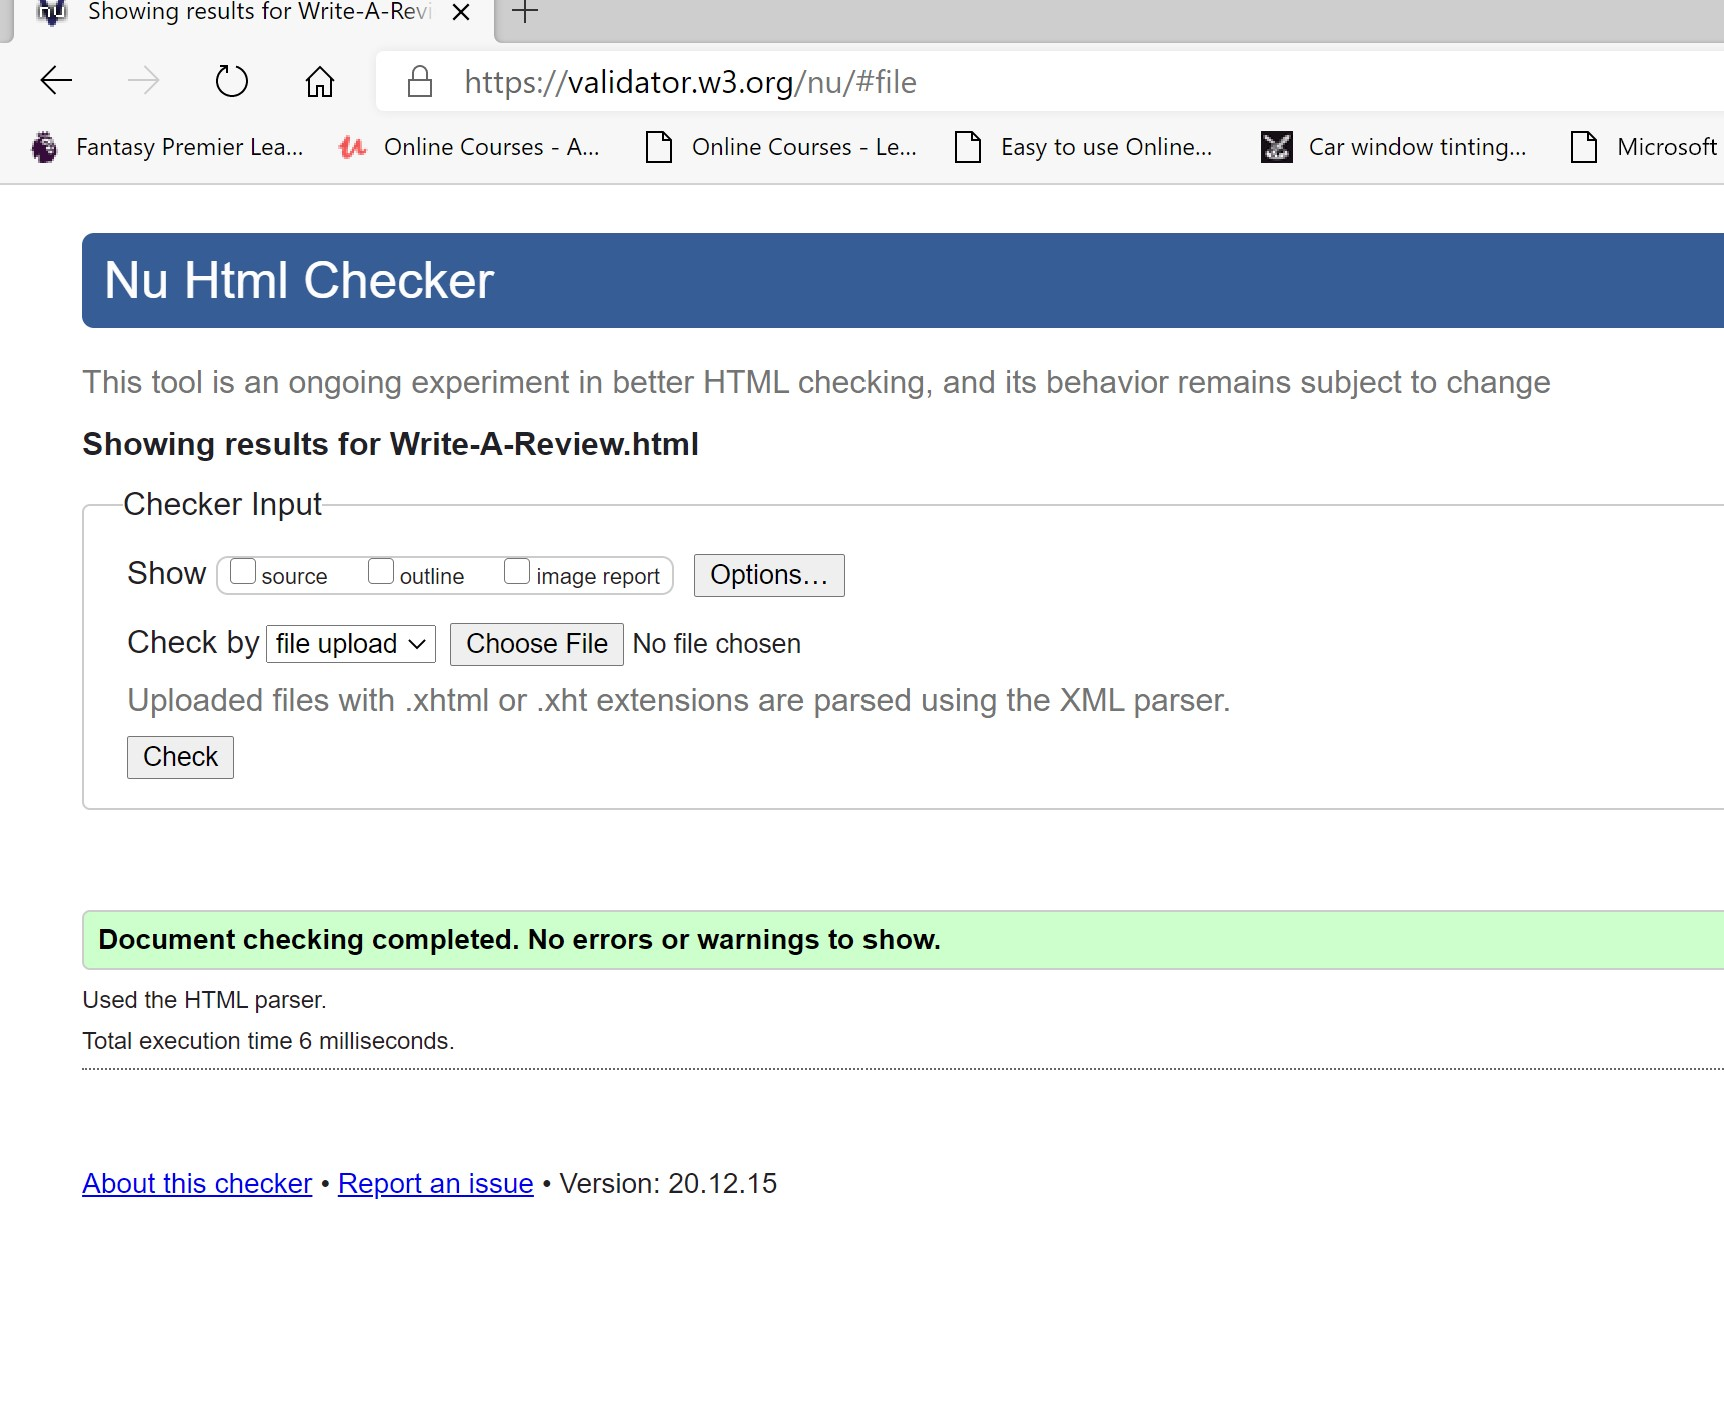 nu Showing results for Write-A-Revi
https://validator.w3.org/nu/#file
Fantasy Premier Lea... Online Courses - A... Online Courses - Le... Easy to use Online... Car window tinting... Microsoft
Nu Html Checker
This tool is an ongoing experiment in better HTML checking, and its behavior remains subject to change
Showing results for Write-A-Review.html
Checker Input
Show source outline image report Options...
Check by file upload Choose File No file chosen
Uploaded files with .xhtml or .xht extensions are parsed using the XML parser.
Check
Document checking completed. No errors or warnings to show.
Used the HTML parser.
Total execution time 6 milliseconds.
About this checker • Report an issue • Version: 20.12.15